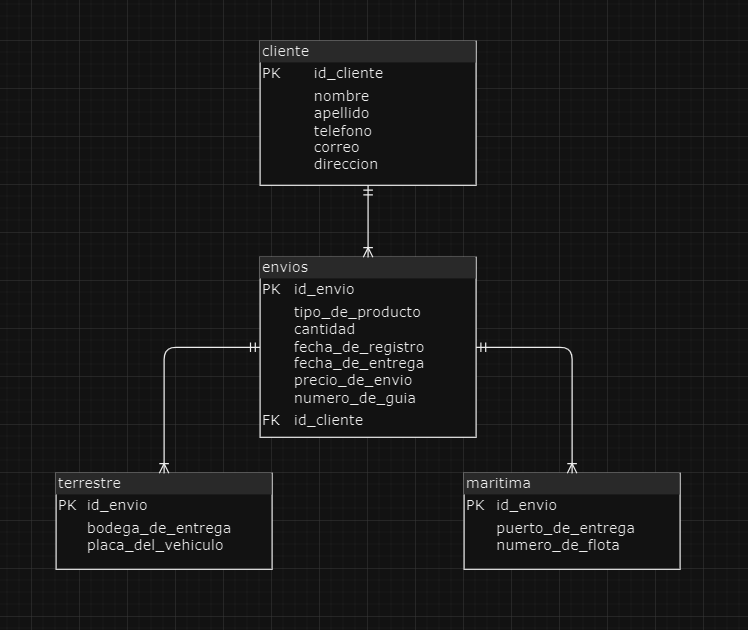 cliente
PK id_cliente
nombre
apellido
telefono
correo
direccion
envios
PK id_envio
tipo_de_producto
cantidad
fecha_de_registro
fecha_de_entrega
precio_de_envio
numero_de_guia
FK id_cliente
terrestre
PK id_envio
bodega_de_entrega
placa_del_vehiculo
maritima
PK id_envio
puerto_de_entrega
numero_de_flota